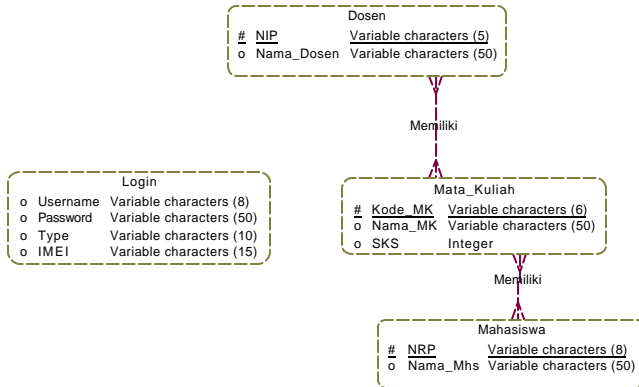 Dosen
# NIP Variable characters (5)
o Nama_Dosen Variable characters (50)
Memiliki
Login
o Username Variable characters (8)
o Password Variable characters (50)
o Type Variable characters (10)
o IMEI Variable characters (15)
Mata_Kuliah
# Kode_MK Variable characters (6)
o Nama_MK Variable characters (50)
o SKS Integer
Memiliki
Mahasiswa
# NRP Variable characters (8)
o Nama_Mhs Variable characters (50)